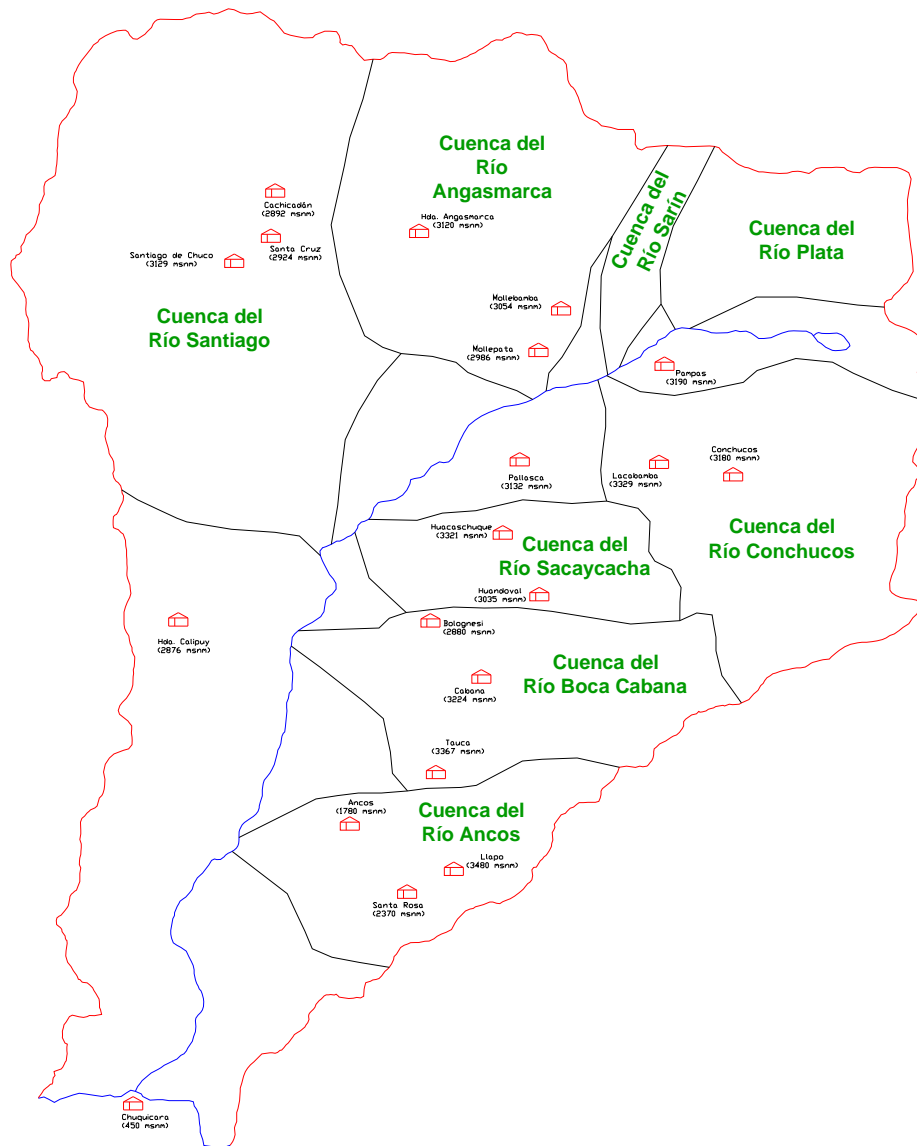 Cuenca del
Río
Angasmarca
Cuenca del
Río Sarín
Cachicadán
(2892 msnm)
Hda. Angasmarca
(3120 msnm)
Cuenca del
Río Plata
Santa Cruz
(2924 msnm)
Santiago de Chuco
(3129 msnm)
Mollebamba
(3054 msnm)
Cuenca del
Río Santiago
Mollepata
(2986 msnm)
Pampas
(3190 msnm)
Conchucos
(3180 msnm)
Pallasca
(3132 msnm)
Lacabamba
(3329 msnm)
Huacaschuque
(3321 msnm)
Cuenca del
Río Conchucos
Cuenca del
Río Sacaycacha
Huandoval
(3035 msnm)
Bolognesi
(2880 msnm)
Hda. Calipuy
(2876 msnm)
Cuenca del
Río Boca Cabana
Cabana
(3224 msnm)
Tauca
(3367 msnm)
Ancos
(1780 msnm)
Cuenca del
Río Ancos
Llapo
(3480 msnm)
Santa Rosa
(2370 msnm)
Chuquicara
(450 msnm)